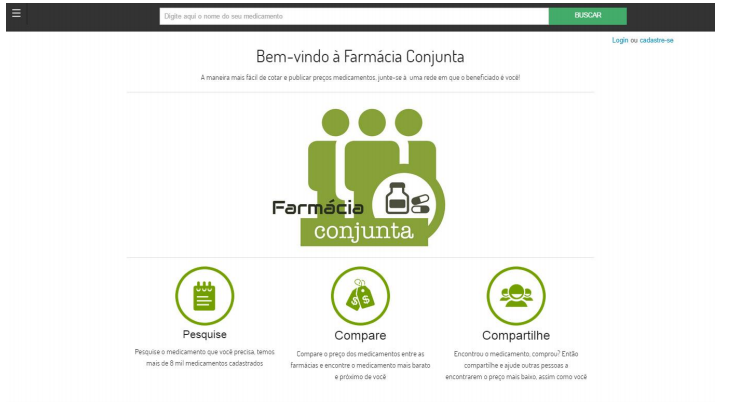 Digite aqui o nome do seu medicamento
BUSCAR
Login ou cadastre-se
Bem-vindo à Farmácia Conjunta
A maneira mais fácil de cotar e publicar preços medicamentos, junte-se à uma rede em que o beneficiado é você!
Farmácia
conjunta
$ $
Pesquise
Pesquise o medicamento que você precisa, temos
mais de 8 mil medicamentos cadastrados
Compare
Compare o preço dos medicamentos entre as
farmácias e encontre o medicamento mais barato
e próximo de você
Compartilhe
Encontrou o medicamento, comprou? Então
compartilhe e ajude outras pessoas a
encontrarem o preço mais baixo, assim como você